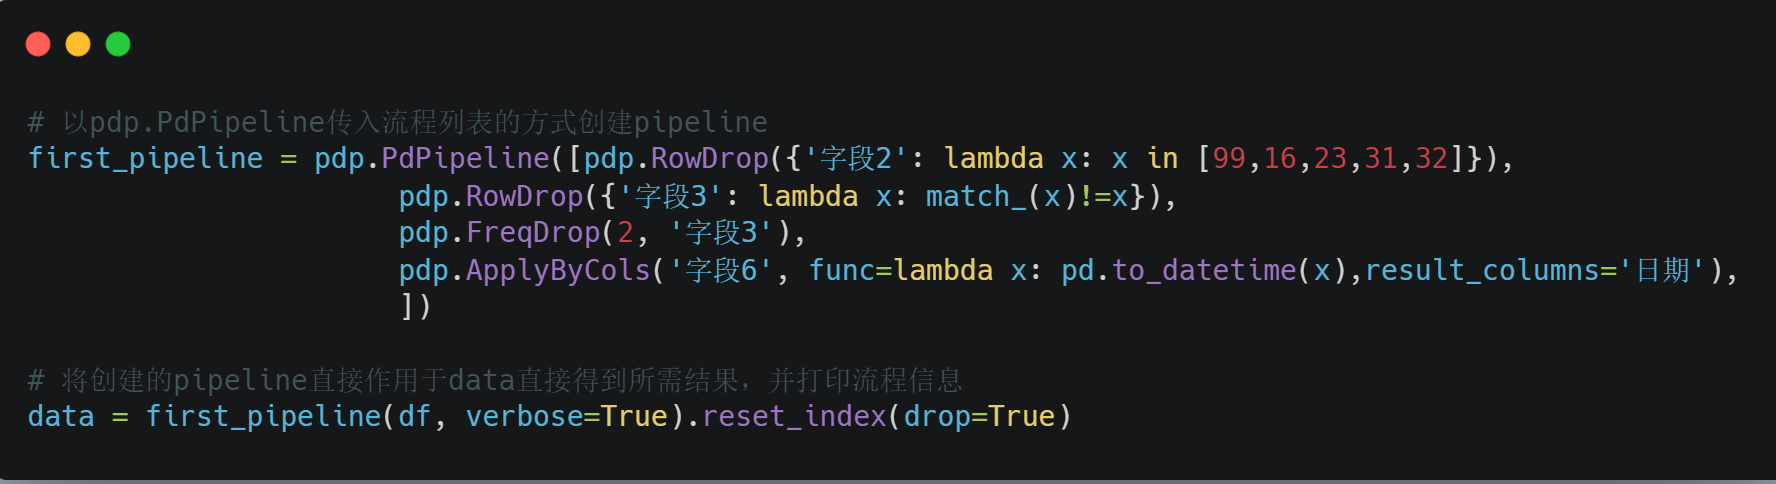 # 以pdp.PdPipeline传入流程列表的方式创建pipeline
first_pipeline = pdp.PdPipeline([pdp.RowDrop({'字段2': lambda x: x in [99,16,23,31,32]}),
pdp.RowDrop({'字段3': lambda x: match_(x)!=x}),
pdp.FreqDrop(2, '字段3'),
pdp.ApplyByCols('字段6', func=lambda x: pd.to_datetime(x),result_columns='日期'),
])
# 将创建的pipeline直接作用于data直接得到所需结果，并打印流程信息
data = first_pipeline(df, verbose=True).reset_index(drop=True)